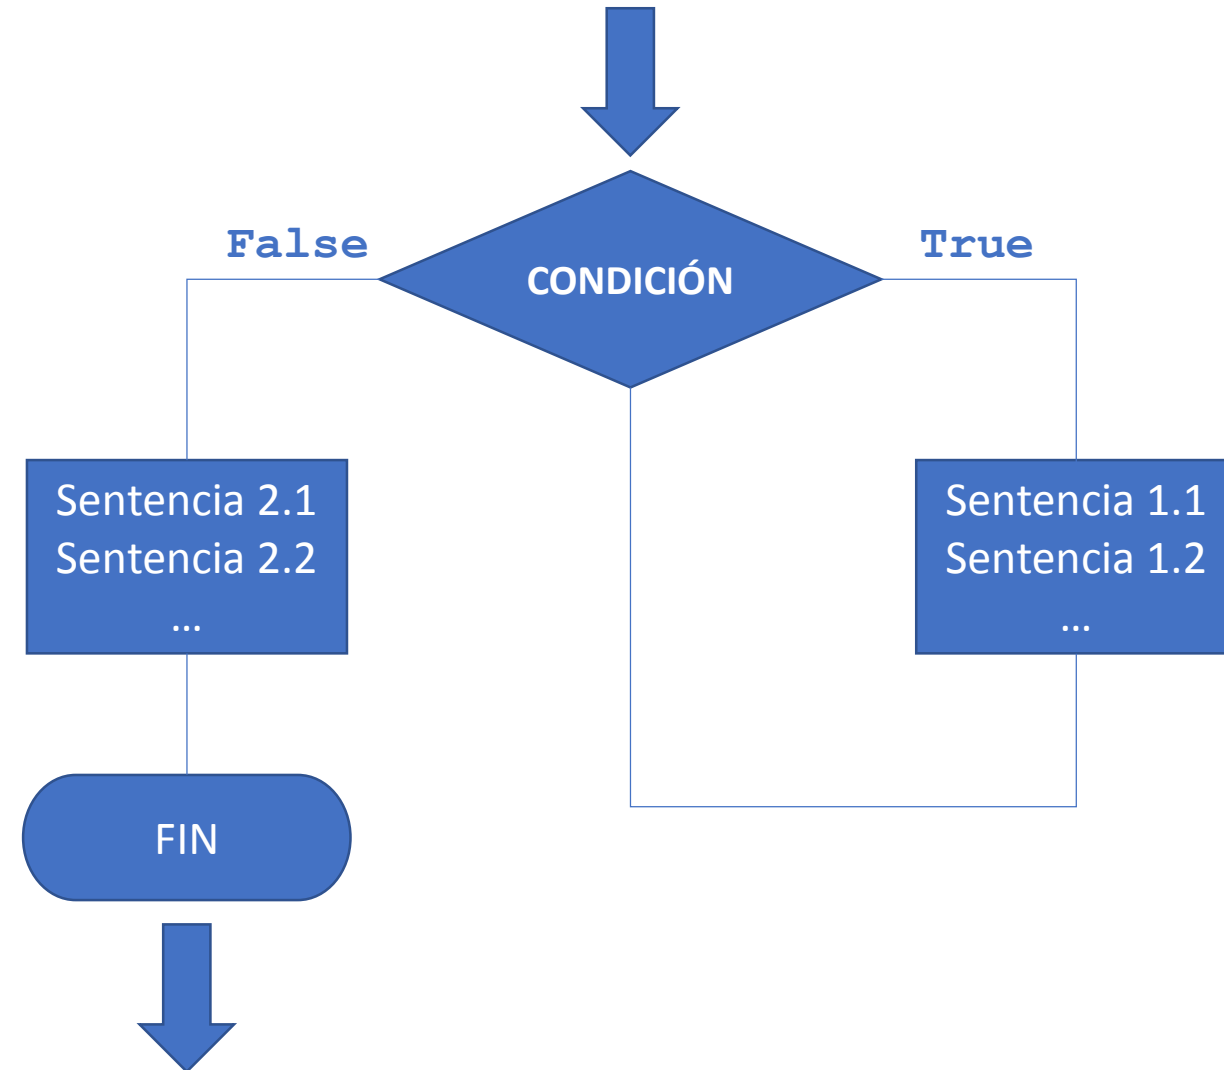 False
True
CONDICIÓN
Sentencia 2.1
Sentencia 2.2
...
Sentencia 1.1
Sentencia 1.2
...
FIN